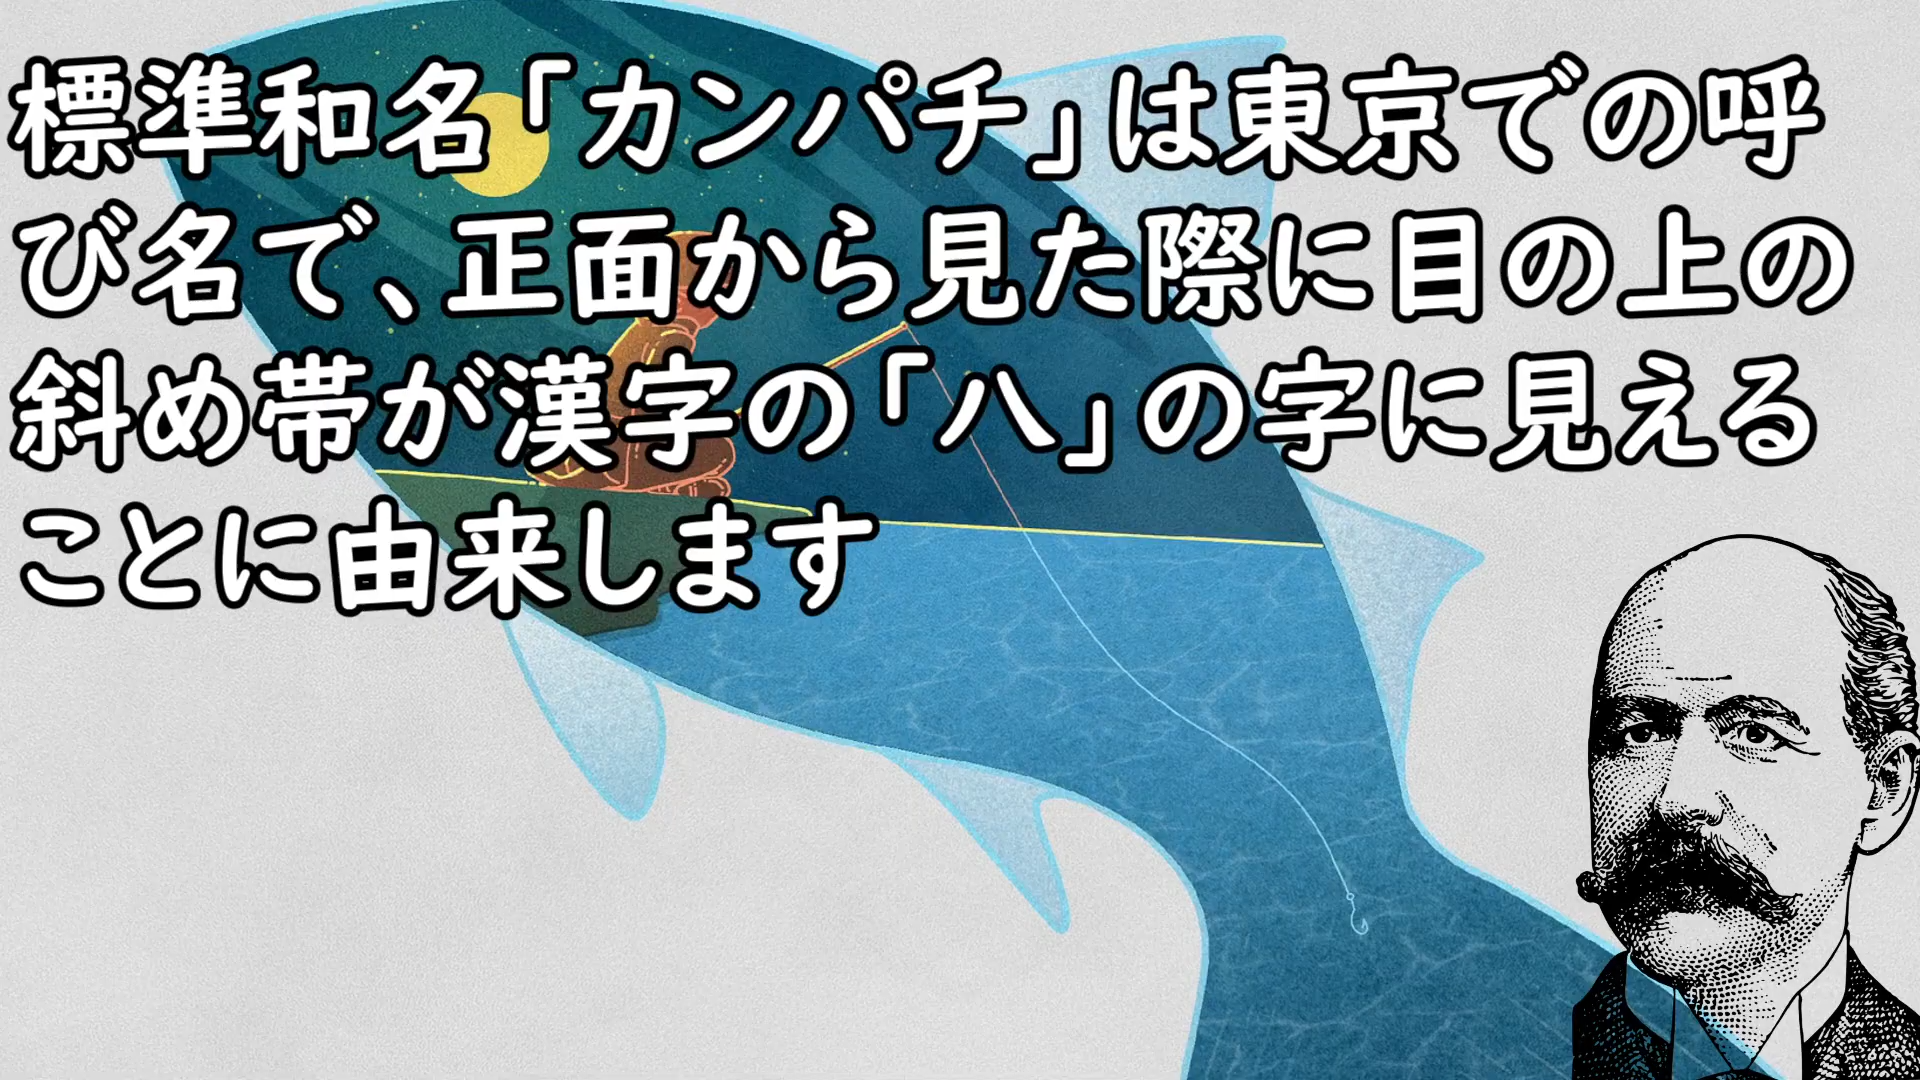 標準和名「カンパチ」は東京での呼
び名で、正面から見た際に目の上の
斜め帯が漢字の「八」の字に見える
ことに由来します